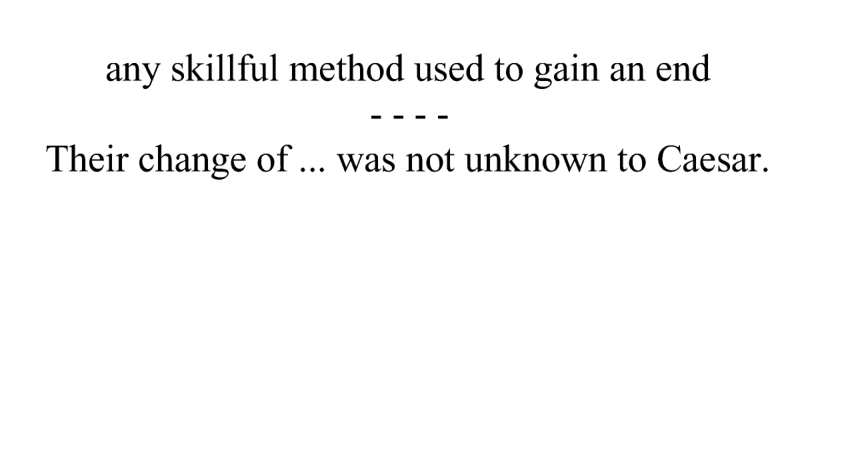 any skillful method used to gain an end
- - - -
Their change of ... was not unknown to Caesar.